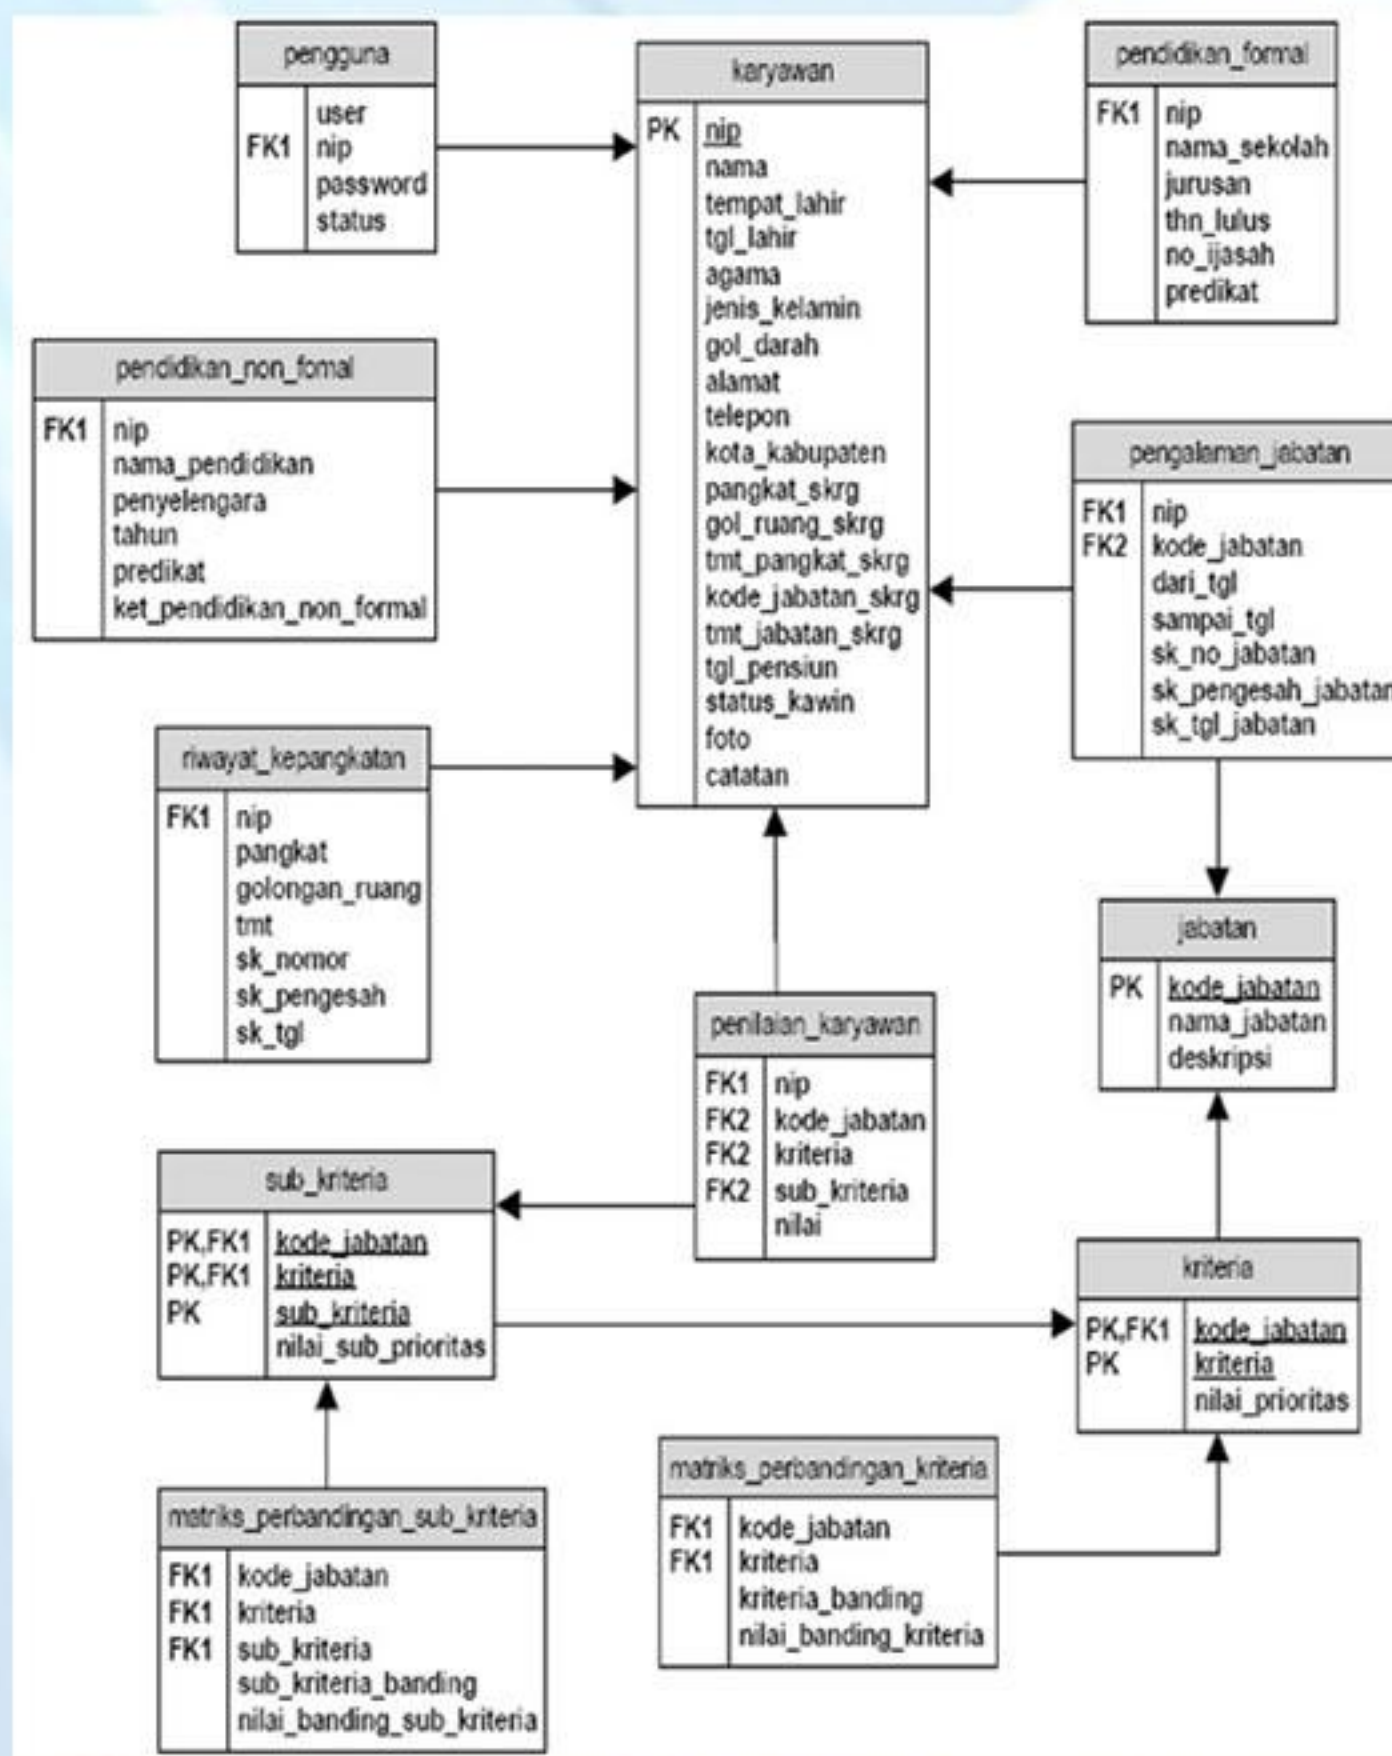 pengguna
user
FK1 nip
password
status
karyawan
PK nip
nama
tempat_lahir
tgl_lahir
agama
jenis_kelamin
gol_darah
alamat
telepon
kota_kabupaten
pangkat_skrg
gol_ruang_skrg
tmt_pangkat_skrg
kode_jabatan_skrg
tmt_jabatan_skrg
tgl_pensiun
status_kawin
foto
catatan
pendidikan_formal
FK1 nip
nama_sekolah
jurusan
thn_lulus
no_ijasah
predikat
pendidikan_non_fomal
FK1 nip
nama_pendidikan
penyelengara
tahun
predikat
ket_pendidikan_non_formal
pengalaman_jabatan
FK1 nip
FK2 kode_jabatan
dari_tgl
sampai_tgl
sk_no_jabatan
sk_pengesah_jabatan
sk_tgl_jabatan
riwayat_kepangkatan
FK1 nip
pangkat
golongan_ruang
tmt
sk_nomor
sk_pengesah
sk_tgl
jabatan
PK kode_jabatan
nama_jabatan
deskripsi
penilaian_karyawan
FK1 nip
FK2 kode_jabatan
FK2 kriteria
FK2 sub_kriteria
nilai
sub_kriteria
PK,FK1 kode_jabatan
PK,FK1 kriteria
PK sub_kriteria
nilai_sub_prioritas
kriteria
PK,FK1 kode_jabatan
PK kriteria
nilai_prioritas
matriks_perbandingan_kriteria
FK1 kode_jabatan
FK1 kriteria
kriteria_banding
nilai_banding_kriteria
matriks_perbandingan_sub_kriteria
FK1 kode_jabatan
FK1 kriteria
FK1 sub_kriteria
sub_kriteria_banding
nilai_banding_sub_kriteria